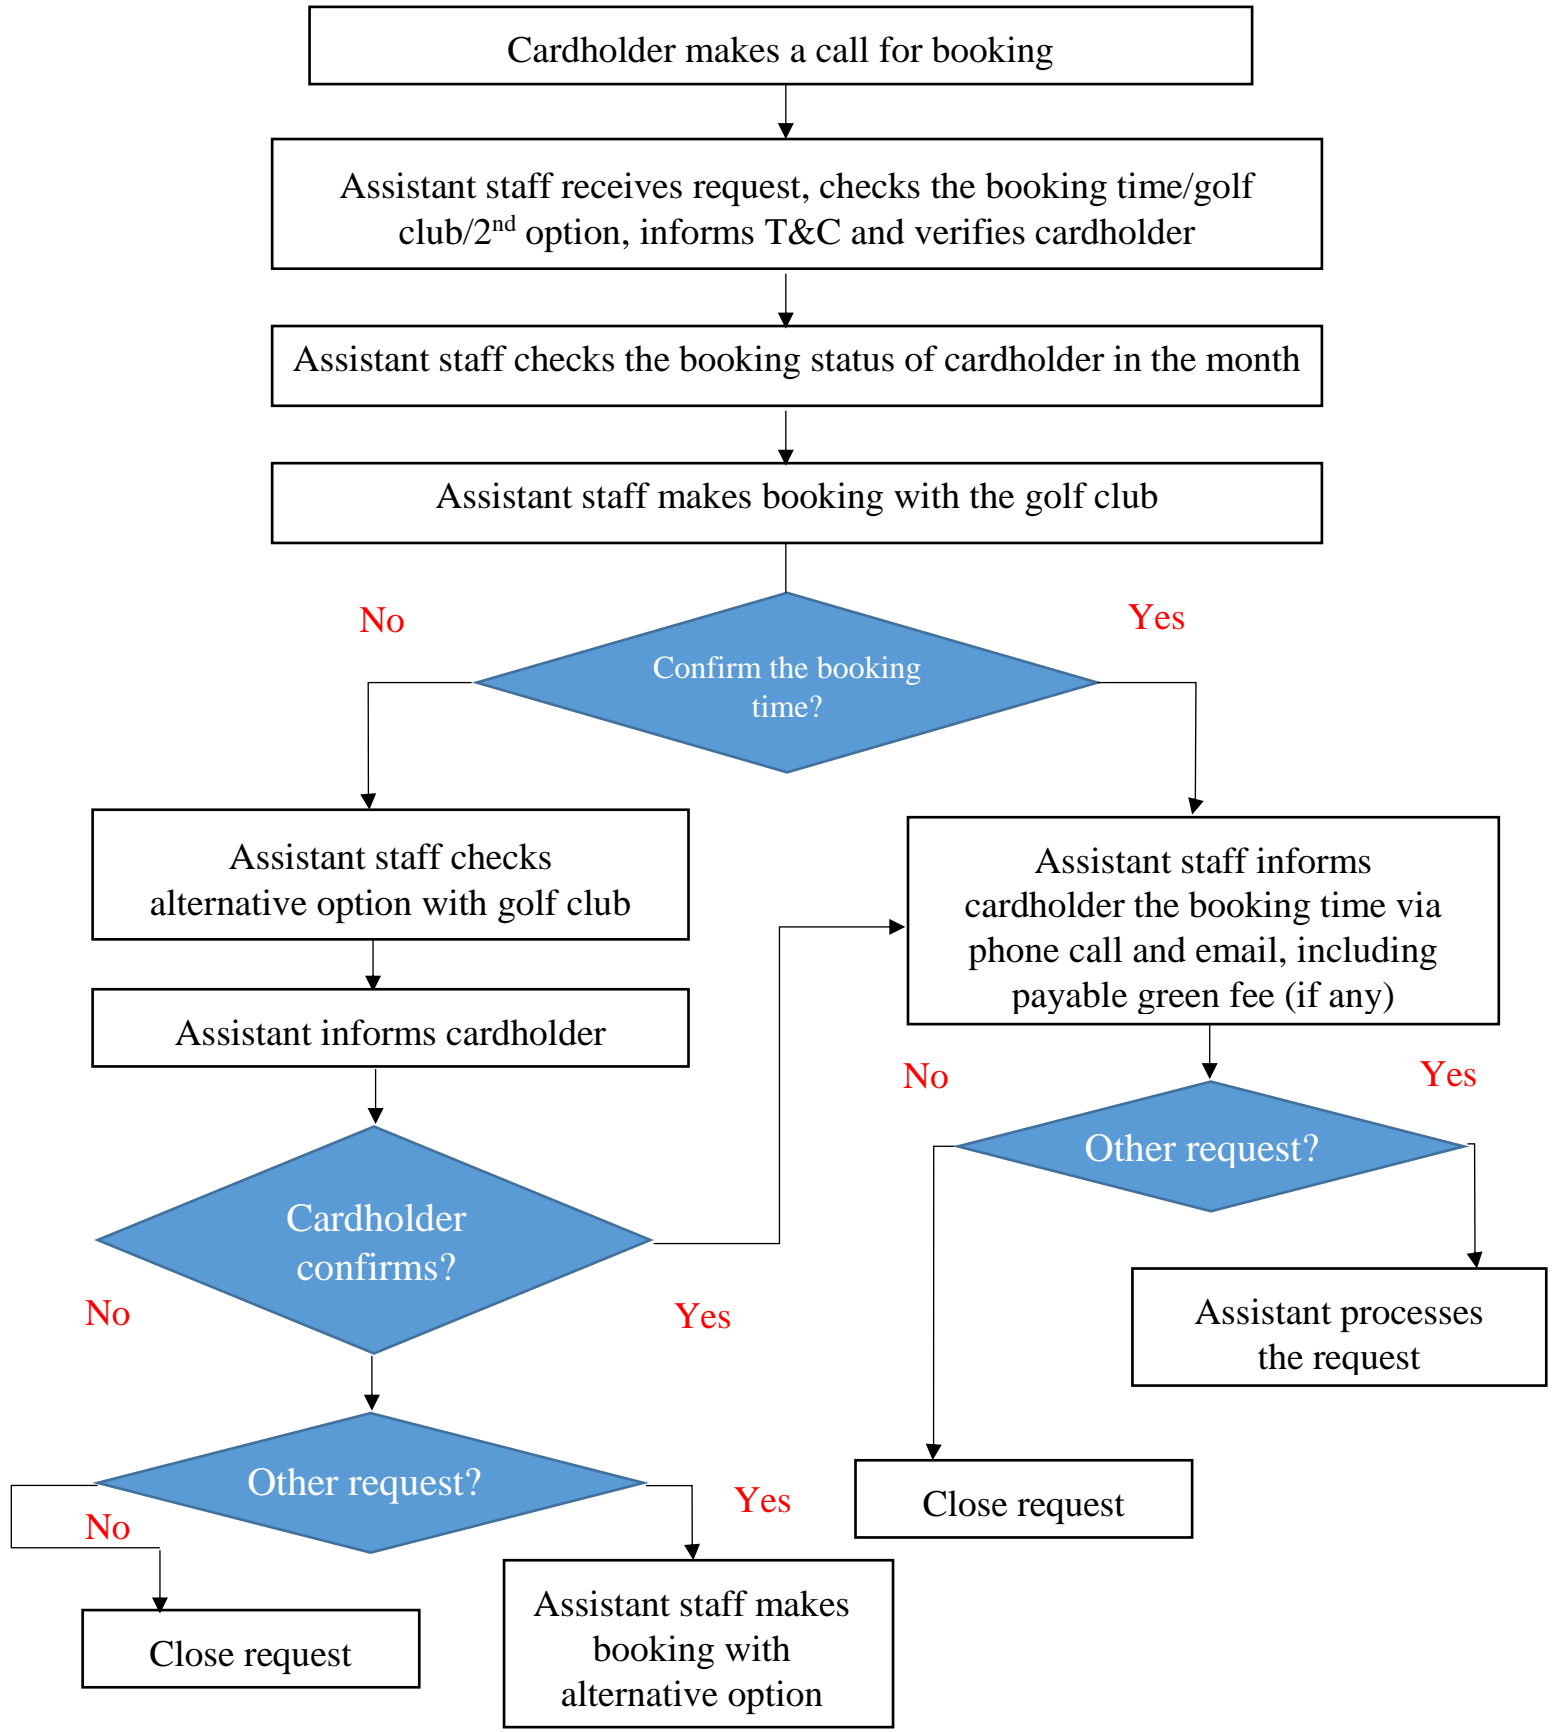 Cardholder makes a call for booking
Assistant staff receives request, checks the booking time/golf
club/2nd option, informs T&C and verifies cardholder
Assistant staff checks the booking status of cardholder in the month
Assistant staff makes booking with the golf club
No
Yes
Confirm the booking
time?
Assistant staff checks
alternative option with golf club
Assistant staff informs
cardholder the booking time via
phone call and email, including
payable green fee (if any)
Assistant informs cardholder
No
Yes
Other request?
Cardholder
confirms?
No
Yes
Assistant processes
the request
Other request?
No
Yes
Close request
Close request
Assistant staff makes
booking with
alternative option